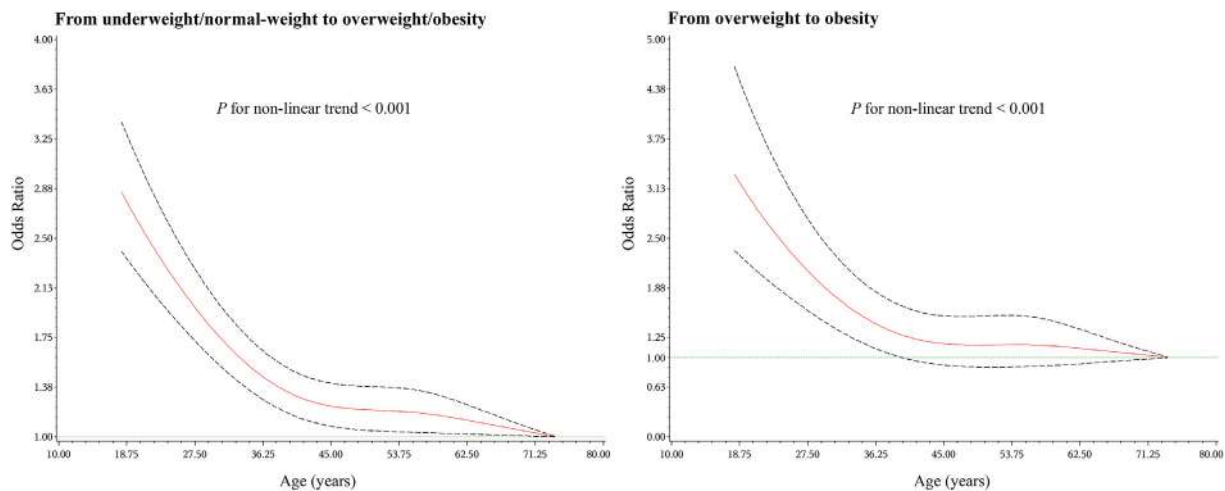 From underweight/normal-weight to overweight/obesity
4.00
3.63
3.25
2.88
2.50
2.13
1.75
1.38
1.00
Odds Ratio
P for non-linear trend < 0.001
10.00 18.75 27.50 36.25 45.00 53.75 62.50 71.25 80.00
Age (years)
From overweight to obesity
5.00
4.38
3.75
3.13
2.50
1.88
1.25
1.00
0.63
0.00
Odds Ratio
P for non-linear trend < 0.001
10.00 18.75 27.50 36.25 45.00 53.75 62.50 71.25 80.00
Age (years)